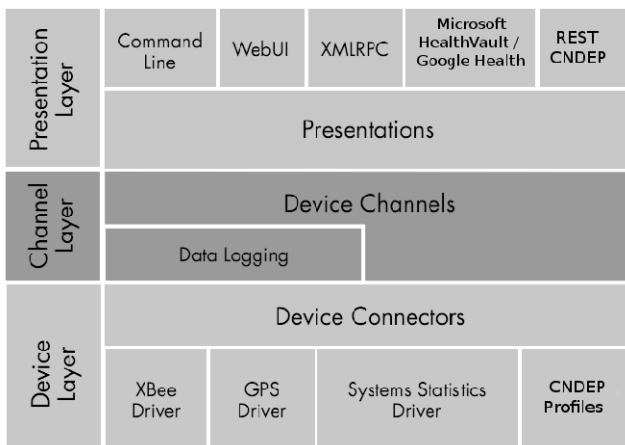 Presentation
Layer
Command
Line
WebUI
XMLRPC
Microsoft
HealthVault /
Google Health
REST
CNDEP
Presentations
Channel
Layer
Device Channels
Data Logging
Device
Layer
Device Connectors
XBee
Driver
GPS
Driver
Systems Statistics
Driver
CNDEP
Profiles